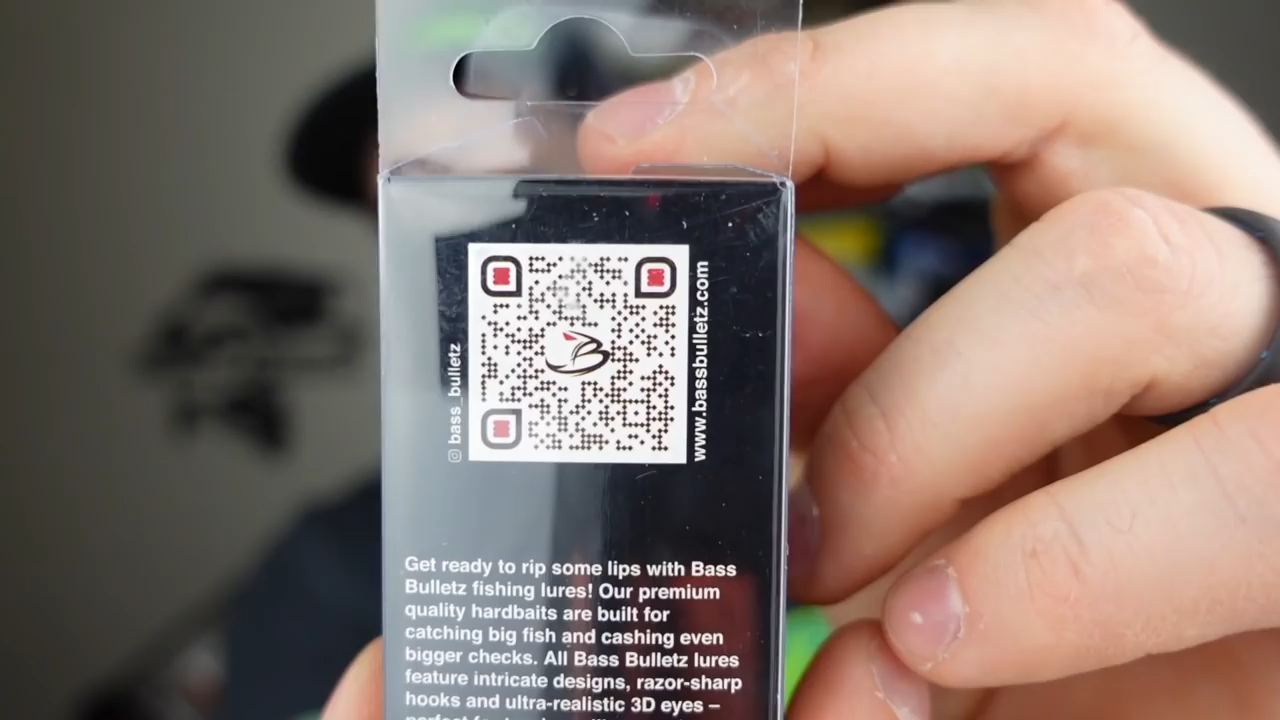 bass_bulletz
www.bassbulletz.com
B
Get ready to rip some lips with Bass
Bulletz fishing lures! Our premium
quality hardbaits are built for
catching big fish and cashing even
bigger checks. All Bass Bulletz lures
feature intricate designs, razor-sharp
hooks and ultra-realistic 3D eyes –